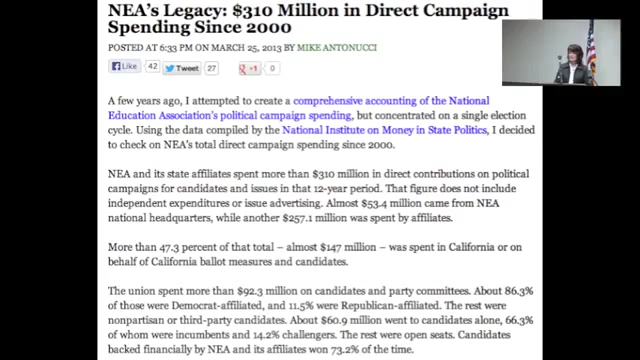 NEA's Legacy: $310 Million in Direct Campaign
Spending Since 2000
POSTED AT 6:33 PM ON MARCH 25, 2013 BY MIKE ANTONUCCI
Like 42 Tweet 27 +1 0
A few years ago, I attempted to create a comprehensive accounting of the National
Education Association's political campaign spending, but concentrated on a single election
cycle. Using the data compiled by the National Institute on Money in State Politics, I decided
to check on NEA's total direct campaign spending since 2000.
NEA and its state affiliates spent more than $310 million in direct contributions on political
campaigns for candidates and issues in that 12-year period. That figure does not include
independent expenditures or issue advertising. Almost $53.4 million came from NEA
national headquarters, while another $257.1 million was spent by affiliates.
More than 47.3 percent of that total – almost $147 million – was spent in California or on
behalf of California ballot measures and candidates.
The union spent more than $92.3 million on candidates and party committees. About 86.3%
of those were Democrat-affiliated, and 11.5% were Republican-affiliated. The rest were
nonpartisan or third-party candidates. About $60.9 million went to candidates alone, 66.3%
of whom were incumbents and 14.2% challengers. The rest were open seats. Candidates
backed financially by NEA and its affiliates won 73.2% of the time.